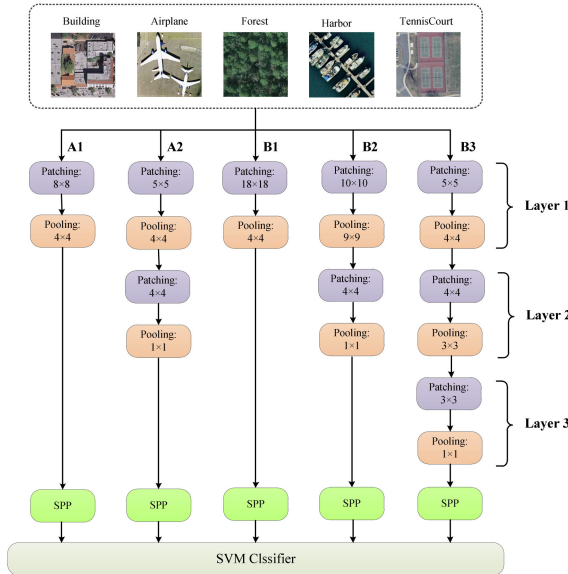 Building Airplane Forest Harbor TennisCourt
A1 A2 B1 B2 B3
Patching: Patching: Patching: Patching: Patching:
8×8 5×5 18×18 10×10 5×5
Layer 1
Pooling: Pooling: Pooling: Pooling: Pooling:
4×4 4×4 4×4 9×9 4×4
Patching: Patching: Patching:
4×4 4×4 4×4
Layer 2
Pooling: Pooling: Pooling:
1×1 1×1 3×3
Patching:
3×3
Layer 3
Pooling:
1×1
SPP SPP SPP SPP SPP
SVM Clssifier